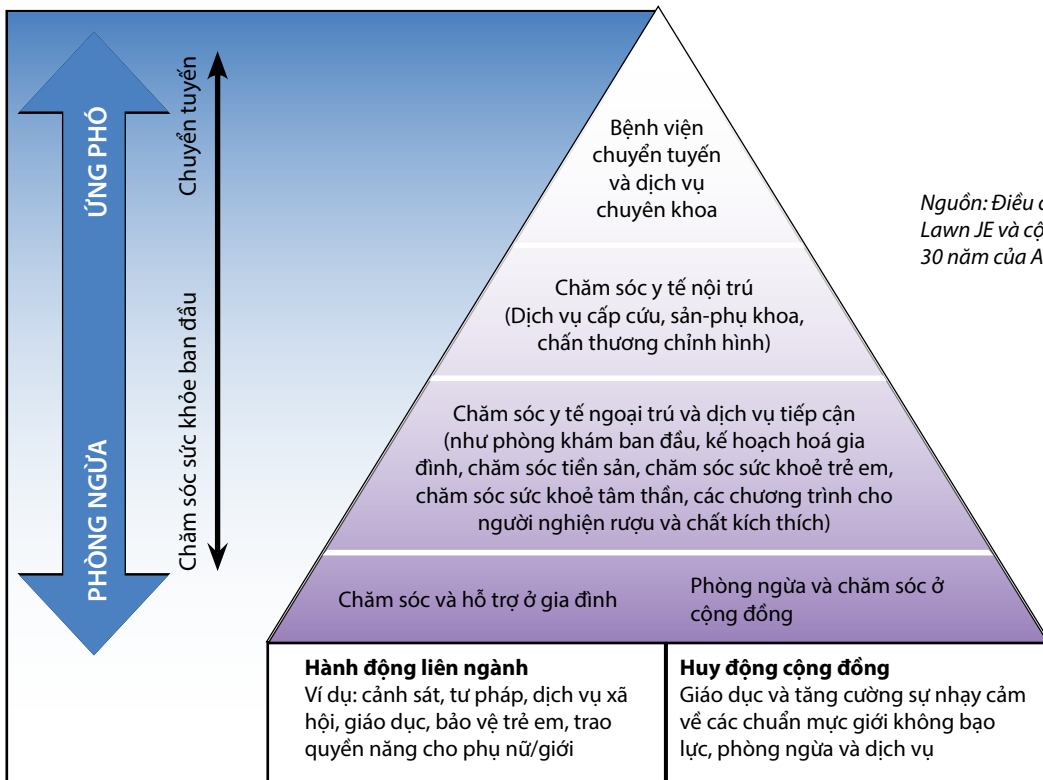 ỨNG PHÓ
PHÒNG NGỪA
Chuyển tuyến
Chăm sóc sức khỏe ban đầu
Bệnh viện
chuyển tuyến
và dịch vụ
chuyên khoa
Nguồn: Điều c
Lawn JE và cộ
30 năm của A
Chăm sóc y tế nội trú
(Dịch vụ cấp cứu, sản-phụ khoa,
chấn thương chỉnh hình)
Chăm sóc y tế ngoại trú và dịch vụ tiếp cận
(như phòng khám ban đầu, kế hoạch hoá gia
đình, chăm sóc tiền sản, chăm sóc sức khoẻ trẻ em,
chăm sóc sức khoẻ tâm thần, các chương trình cho
người nghiện rượu và chất kích thích)
Chăm sóc và hỗ trợ ở gia đình
Phòng ngừa và chăm sóc ở
cộng đồng
Hành động liên ngành
Ví dụ: cảnh sát, tư pháp, dịch vụ xã
hội, giáo dục, bảo vệ trẻ em, trao
quyền năng cho phụ nữ/giới
Huy động cộng đồng
Giáo dục và tăng cường sự nhạy cảm
về các chuẩn mực giới không bạo
lực, phòng ngừa và dịch vụ